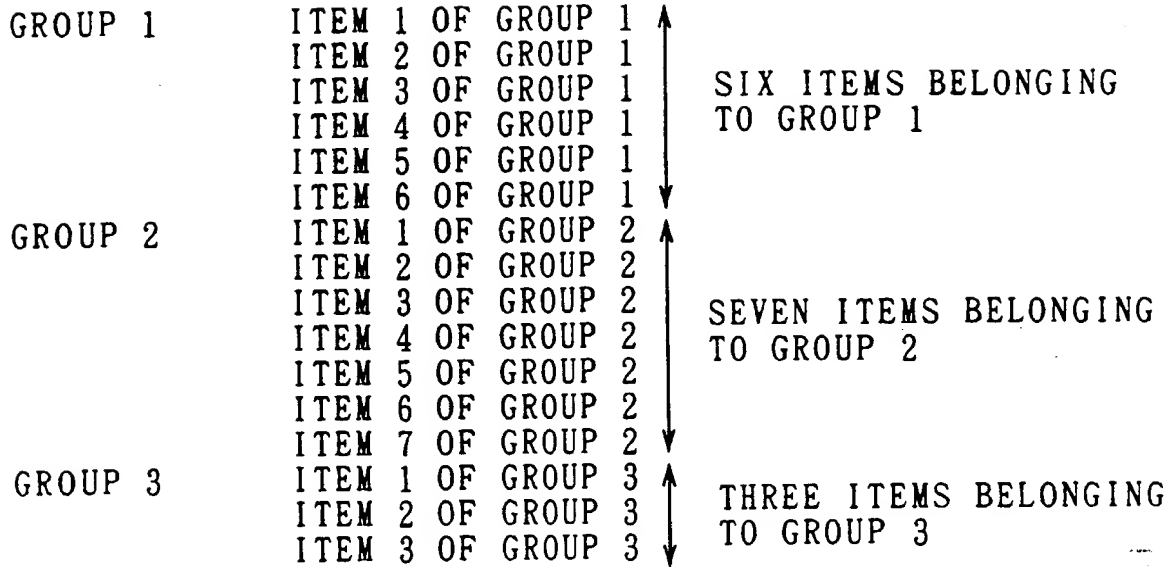 GROUP 1 ITEM 1 OF GROUP 1
ITEM 2 OF GROUP 1
ITEM 3 OF GROUP 1
ITEM 4 OF GROUP 1
ITEM 5 OF GROUP 1
ITEM 6 OF GROUP 1
SIX ITEMS BELONGING
TO GROUP 1
GROUP 2 ITEM 1 OF GROUP 2
ITEM 2 OF GROUP 2
ITEM 3 OF GROUP 2
ITEM 4 OF GROUP 2
ITEM 5 OF GROUP 2
ITEM 6 OF GROUP 2
ITEM 7 OF GROUP 2
SEVEN ITEMS BELONGING
TO GROUP 2
GROUP 3 ITEM 1 OF GROUP 3
ITEM 2 OF GROUP 3
ITEM 3 OF GROUP 3
THREE ITEMS BELONGING
TO GROUP 3